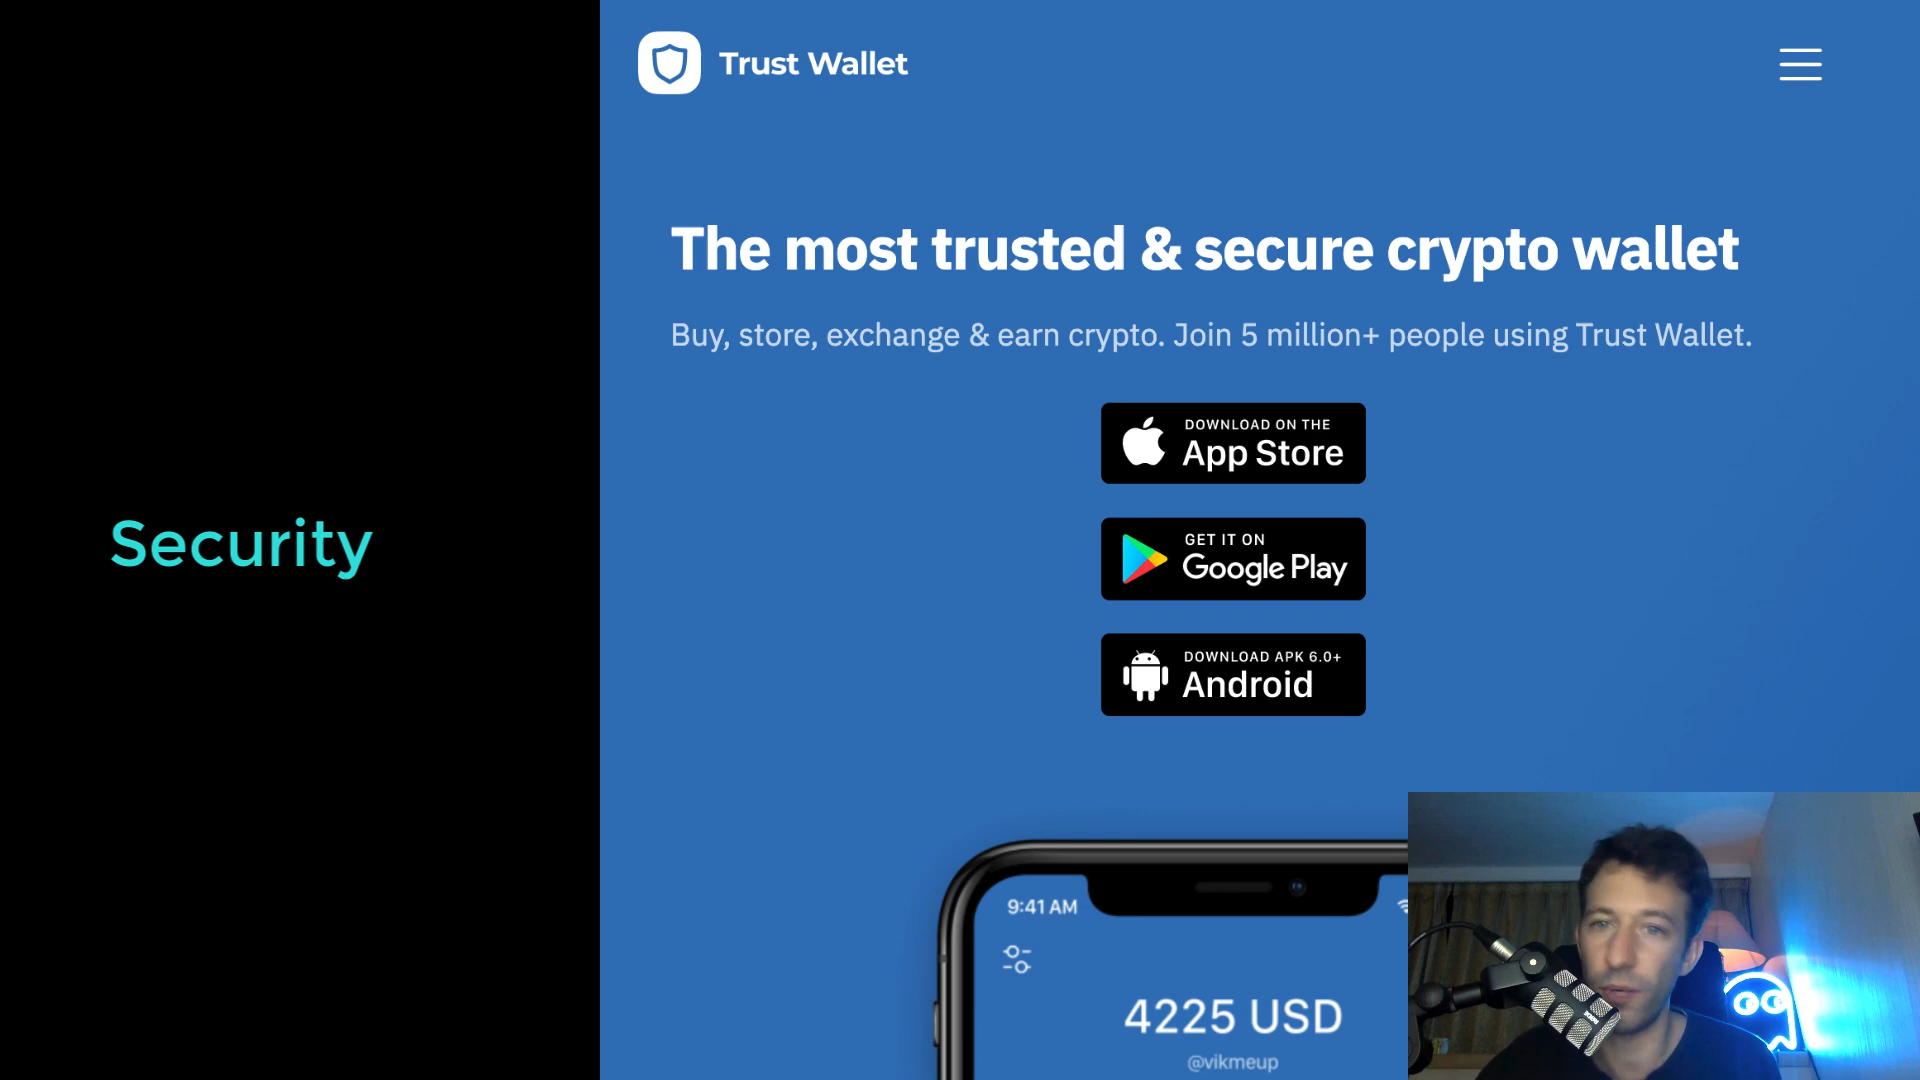 Trust Wallet
The most trusted & secure crypto wallet
Buy, store, exchange & earn crypto. Join 5 million+ people using Trust Wallet.
DOWNLOAD ON THE
App Store
GET IT ON
Google Play
DOWNLOAD APK 6.0+
Android
Security
9:41 AM
4225 USD
@vikmeup